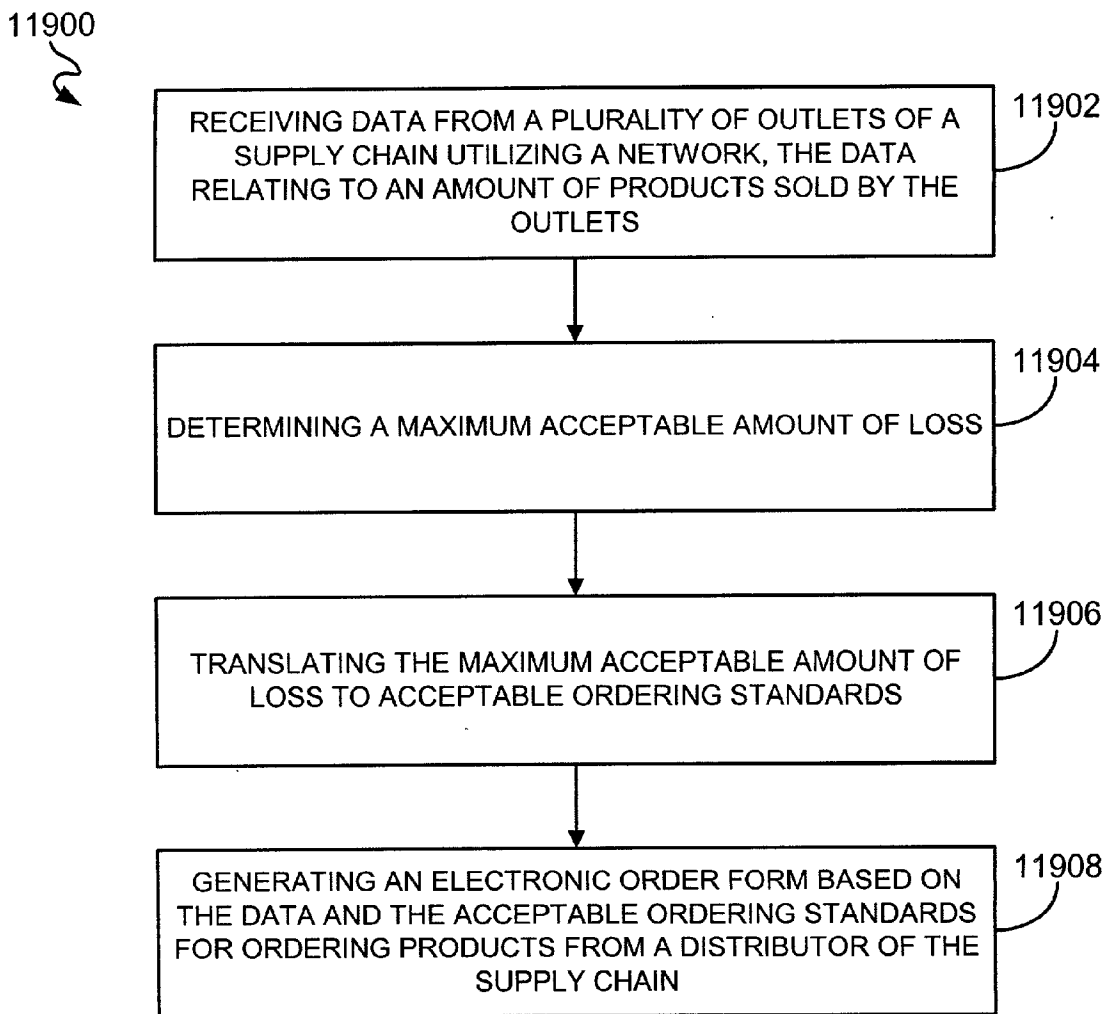 11900
RECEIVING DATA FROM A PLURALITY OF OUTLETS OF A
SUPPLY CHAIN UTILIZING A NETWORK, THE DATA
RELATING TO AN AMOUNT OF PRODUCTS SOLD BY THE
OUTLETS
11902
DETERMINING A MAXIMUM ACCEPTABLE AMOUNT OF LOSS
11904
TRANSLATING THE MAXIMUM ACCEPTABLE AMOUNT OF
LOSS TO ACCEPTABLE ORDERING STANDARDS
11906
GENERATING AN ELECTRONIC ORDER FORM BASED ON
THE DATA AND THE ACCEPTABLE ORDERING STANDARDS
FOR ORDERING PRODUCTS FROM A DISTRIBUTOR OF THE
SUPPLY CHAIN
11908